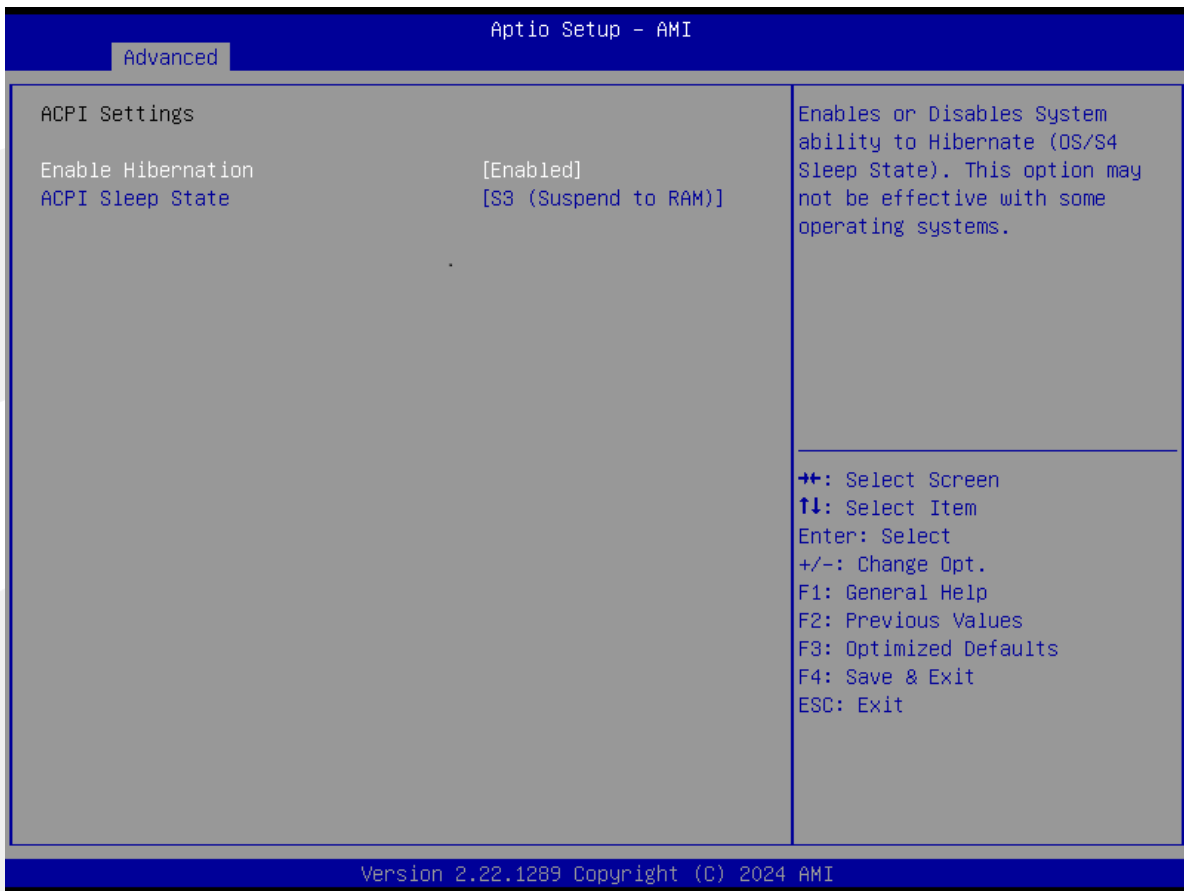 Aptio Setup – AMI
Advanced
ACPI Settings
Enable Hibernation [Enabled]
ACPI Sleep State [S3 (Suspend to RAM)]
Enables or Disables System
ability to Hibernate (OS/S4
Sleep State). This option may
not be effective with some
operating systems.
→←: Select Screen
↑↓: Select Item
Enter: Select
+/-: Change Opt.
F1: General Help
F2: Previous Values
F3: Optimized Defaults
F4: Save & Exit
ESC: Exit
Version 2.22.1289 Copyright (C) 2024 AMI